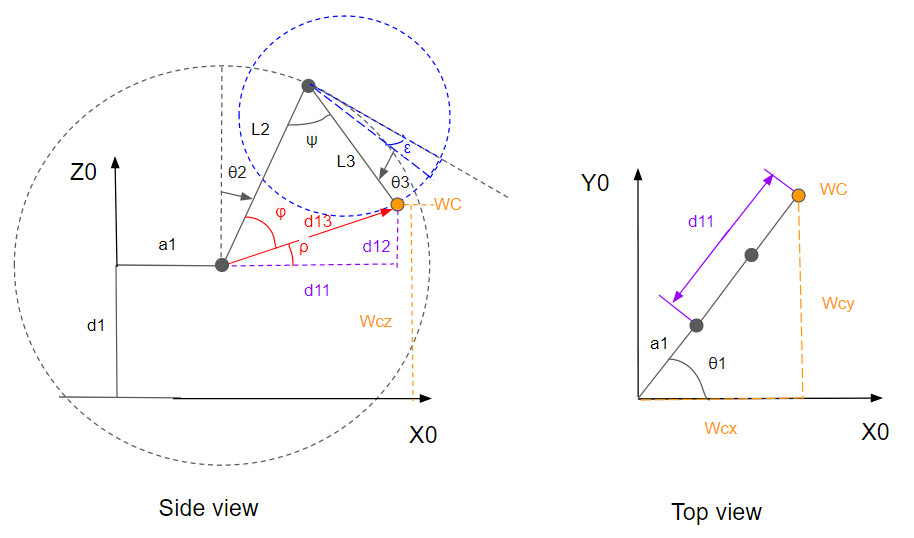 Z0
L2
ψ
ε
L3
θ2
θ3
φ
d13
WC
a1
ρ
d12
d11
d1
Wcz
X0
Side view
Y0
WC
d11
Wcy
a1
θ1
Wcx
X0
Top view